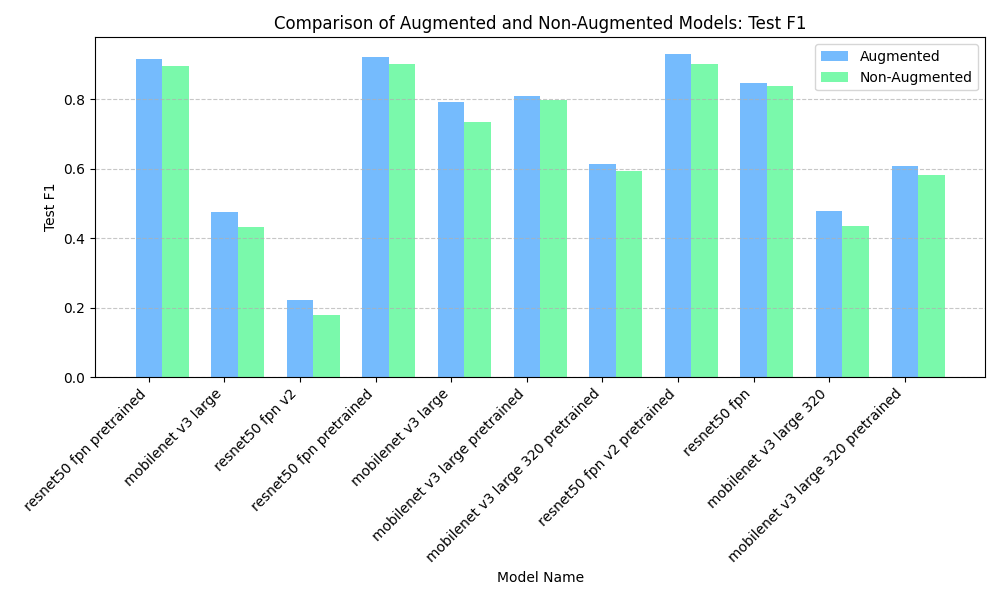 Comparison of Augmented and Non-Augmented Models: Test F1
Augmented
Non-Augmented
Test F1
0.8
0.6
0.4
0.2
0.0
resnet50 fpn pretrained
mobilenet v3 large
resnet50 fpn v2
resnet50 fpn pretrained
mobilenet v3 large
mobilenet v3 large pretrained
mobilenet v3 large 320 pretrained
resnet50 fpn v2 pretrained
resnet50 fpn
mobilenet v3 large 320
mobilenet v3 large 320 pretrained
Model Name